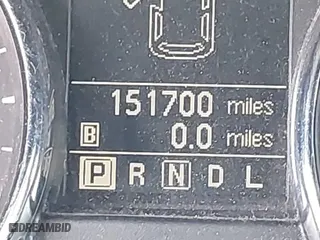 151700 miles
B 0.0 miles
P R N D L
DREAMBID